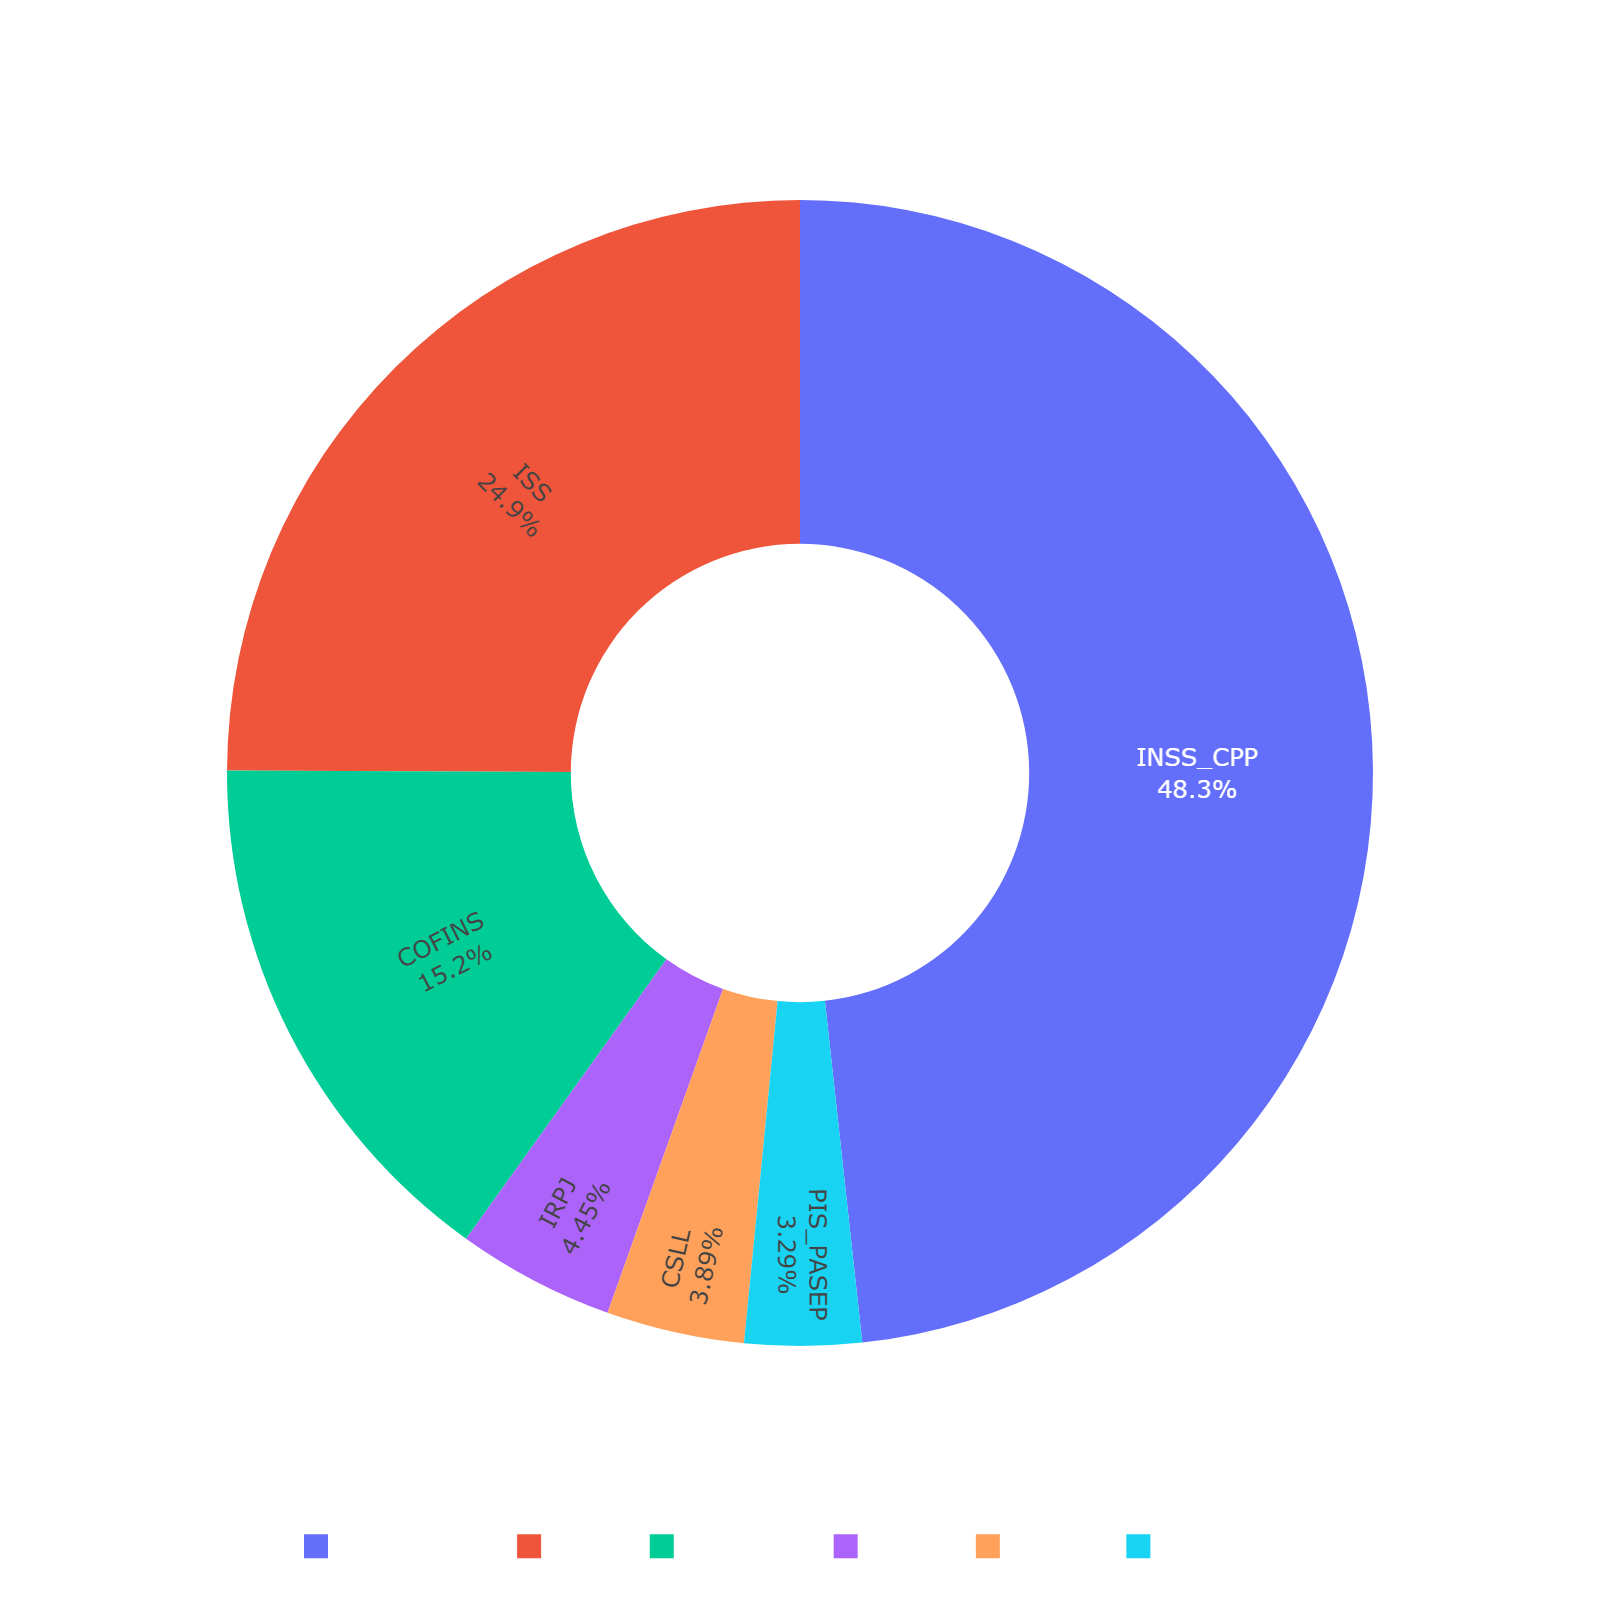 ISS
24.9%
INSS_CPP
48.3%
COFINS
15.2%
IRPJ
4.45%
CSLL
3.89%
PIS_PASEP
3.29%